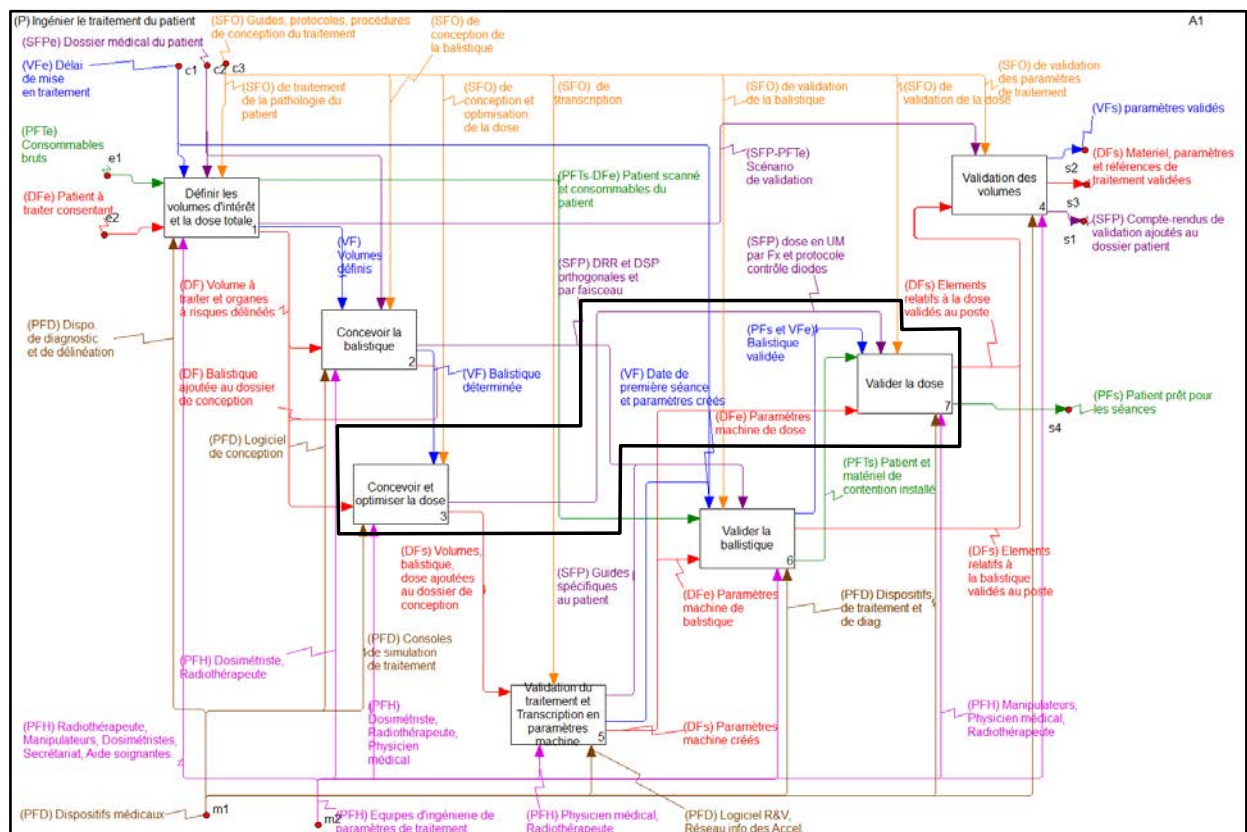 (P) Ingénier le traitement du patient
A1
(SFO) Guides, protocoles, procédures
de conception du traitement
(SFO) de
conception de
la balistique
(SFPe) Dossier médical du patient
(VFe) Délai
de mise
en traitement
c1
c2
c3
(SFO) de traitement
de la pathologie du
patient
(SFO) de
conception et
optimisation
de la dose
(SFO) de
transcription
(SFO) de validation
de la balistique
(SFO) de
validation de la dose
(SFO) de validation
des paramètres
de traitement
(VFs) paramètres validés
(PFTe)
Consommables
bruts
e1
(DFe) Patient à
traiter consentant
e2
Définir les
volumes d'intérêt
et la dose totale
1
(PFTs-DFe) Patient scanné
et consommables du
patient
(SFP-PFTe)
Scénario
de validation
Validation des
volumes
4
s2
(DFs) Materiel, paramètres
et références de
traitement validées
s3
s1
(SFP) Compte-rendus de
validation ajoutés au
dossier patient
(VF)
Volumes
définis
(SFP) DRR et DSP
orthogonales et
par faisceau
(SFP) dose en UM
par Fx et protocole
contrôle diodes
(DF) Volume à
traiter et organes
à risques délinéés
(DFs) Elements
relatifs à la dose
validés au poste
(PFD) Dispo.
de diagnostic
et de délinéation
Concevoir la
balistique
2
(PFs et VFe)
Balistique
validée
Valider la dose
7
(DF) Balistique
ajoutée au dossier
de conception
(VF) Balistique
déterminée
(VF) Date de
première séance
et paramètres créés
(DFe) Paramètres
machine de dose
(PFs) Patient prêt pour
les séances
s4
(PFD) Logiciel
de conception
(PFTs) Patient et
matériel de
contention installé
Concevoir et
optimiser la dose
3
Valider la
ballistique
6
(DFs) Volumes,
balistique,
dose ajoutées
au dossier de
conception
(SFP) Guides
spécifiques
au patient
(DFe) Paramètres
machine de
balistique
(PFD) Dispositifs
de traitement et
de diag.
(DFs) Elements
relatifs à
la balistique
validés au poste
(PFD) Consoles
de simulation
de traitement
(PFH) Dosimétriste,
Radiothérapeute
(PFH)
Dosimétriste,
Radiothérapeute,
Physicien
médical
Validation du
traitement et
Transcription en
paramètres
machine
5
(DFs) Paramètres
machine créés
(PFH) Manipulateurs,
Physicien médical,
Radiothérapeute
(PFH) Radiothérapeute,
Manipulateurs, Dosimétristes,
Secrétariat, Aide soignantes.
(PFD) Dispositifs médicaux
m1
m2
(PFH) Equipes d'ingénierie de
paramètres de traitement
(PFH) Physicien médical,
Radiothérapeute
(PFD) Logiciel R&V,
Réseau info des Accel.